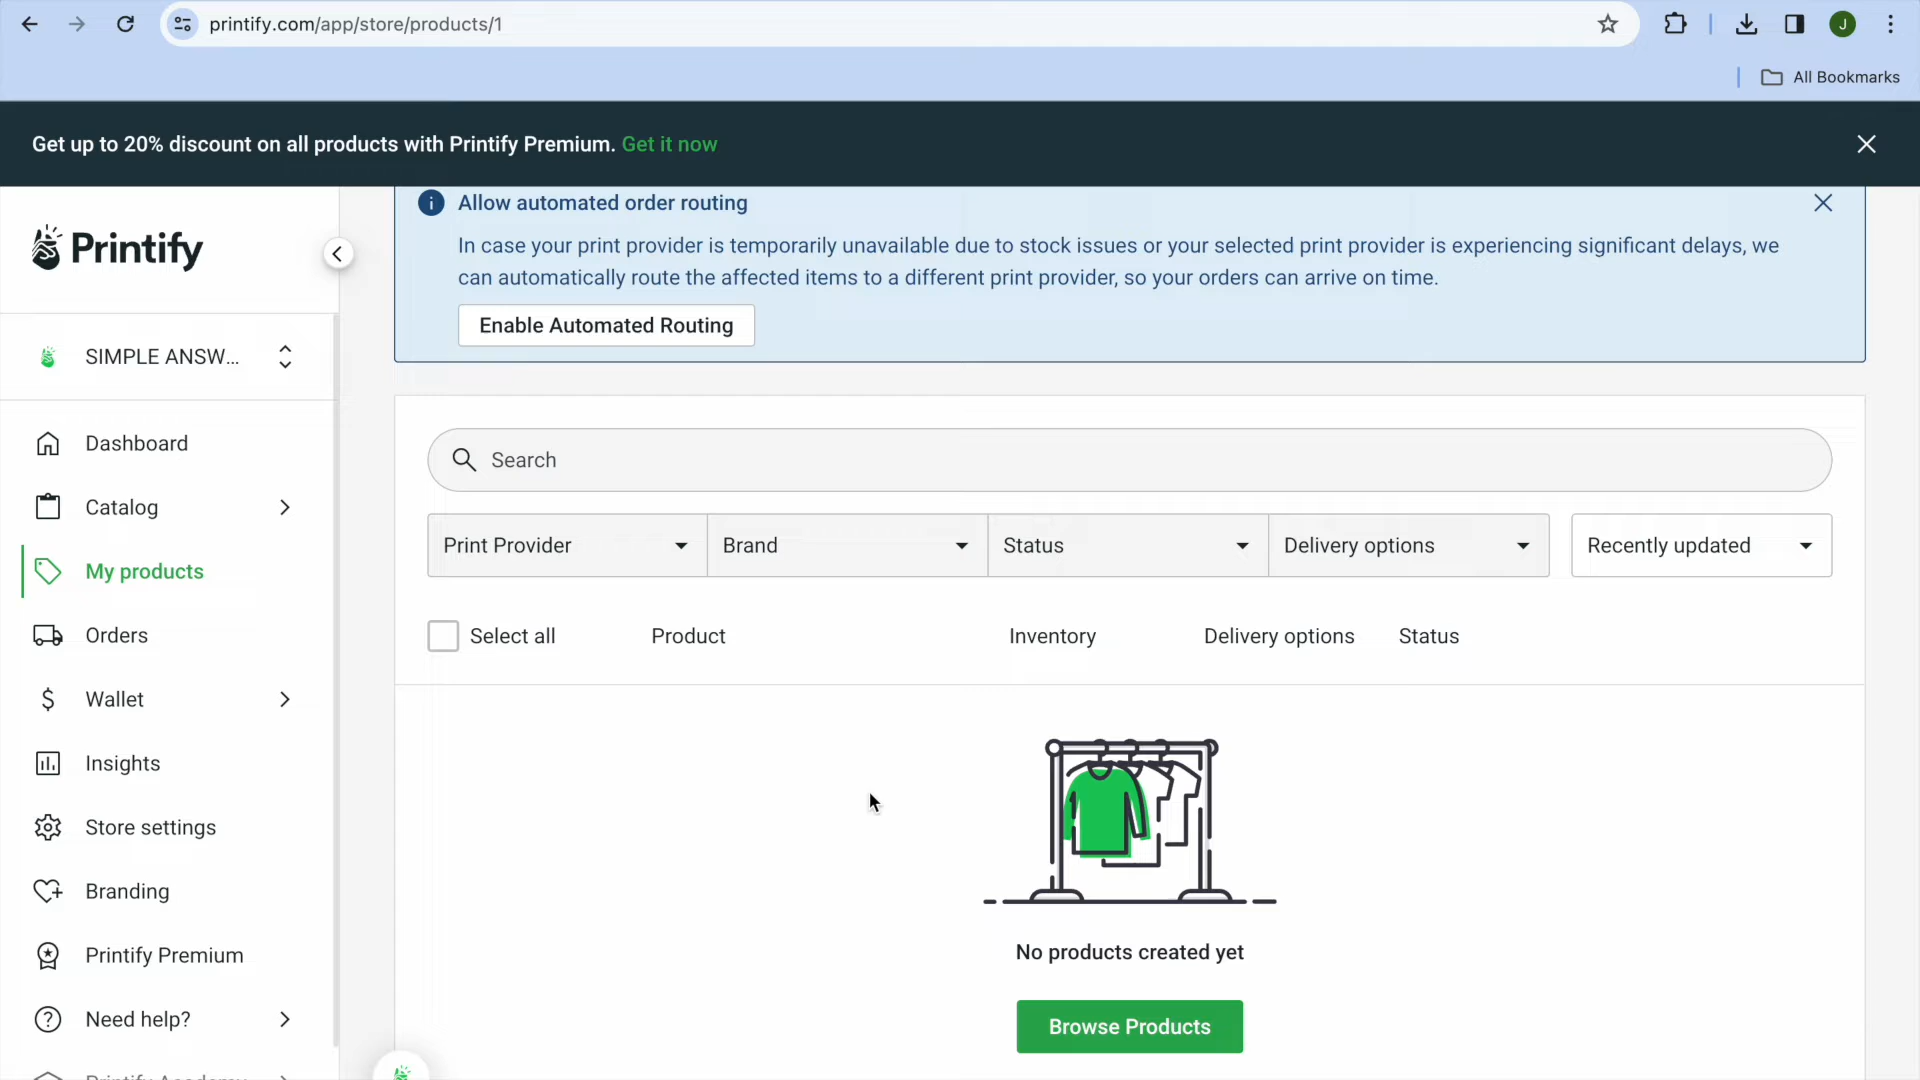 printify.com/app/store/products/1
J
All Bookmarks
Get up to 20% discount on all products with Printify Premium. Get it now
Printify
Allow automated order routing
In case your print provider is temporarily unavailable due to stock issues or your selected print provider is experiencing significant delays, we
can automatically route the affected items to a different print provider, so your orders can arrive on time.
Enable Automated Routing
SIMPLE ANSW...
Dashboard
Catalog
My products
Orders
Wallet
Insights
Store settings
Branding
Printify Premium
Need help?
Printify Academy
Search
Print Provider
Brand
Status
Delivery options
Recently updated
Select all
Product
Inventory
Delivery options
Status
No products created yet
Browse Products